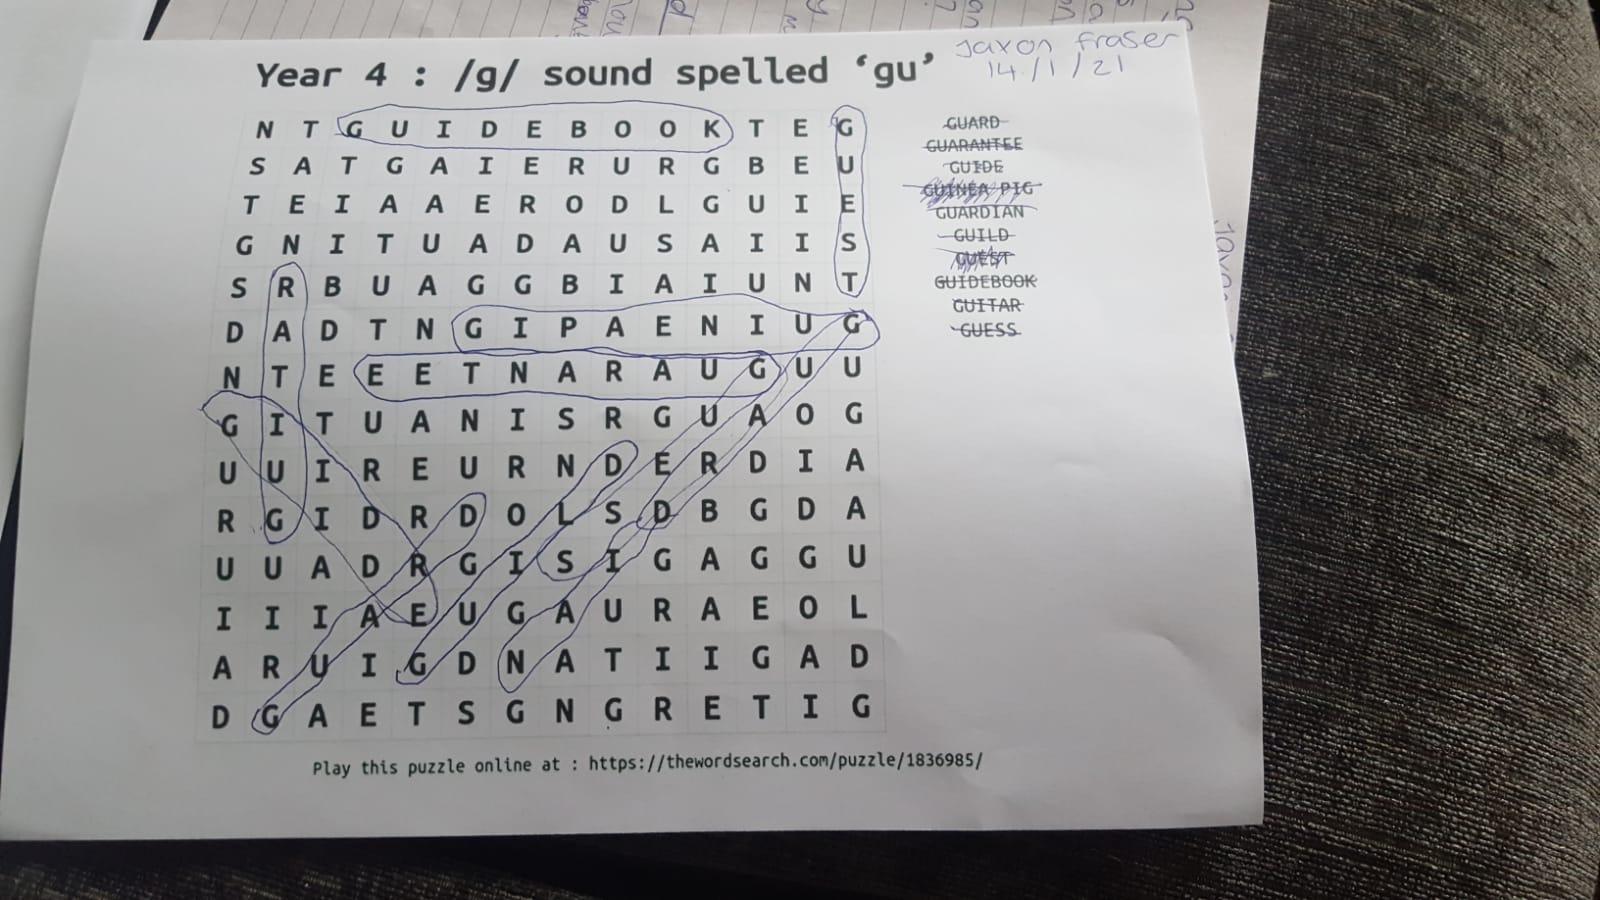 Jaxon Fraser
14/1/21
Year 4 : /g/ sound spelled ‘gu’
N T G U I D E B O O K T E G
S A T G A I E R U R G B E U
T E I A A E R O D L G U I E
G N I T U A D A U S A I I S
S R B U A G G B I A I U N T
D A D T N G I P A E N I U G
N T E E E T N A R A U G U U
G I T U A N I S R G U A O G
U U I R E U R N D E R D I A
R G I D R D O L S D B G D A
U U A D R G I S I G A G G U
I I I A E U G A U R A E O L
A R U I G D N A T I I G A D
D G A E T S G N G R E T I G
GUARD
GUARANTEE
GUIDE
GUINEA PIG
GUARDIAN
GUILD
GUEST
GUIDEBOOK
GUITAR
GUESS
Play this puzzle online at : https://thewordsearch.com/puzzle/1836985/